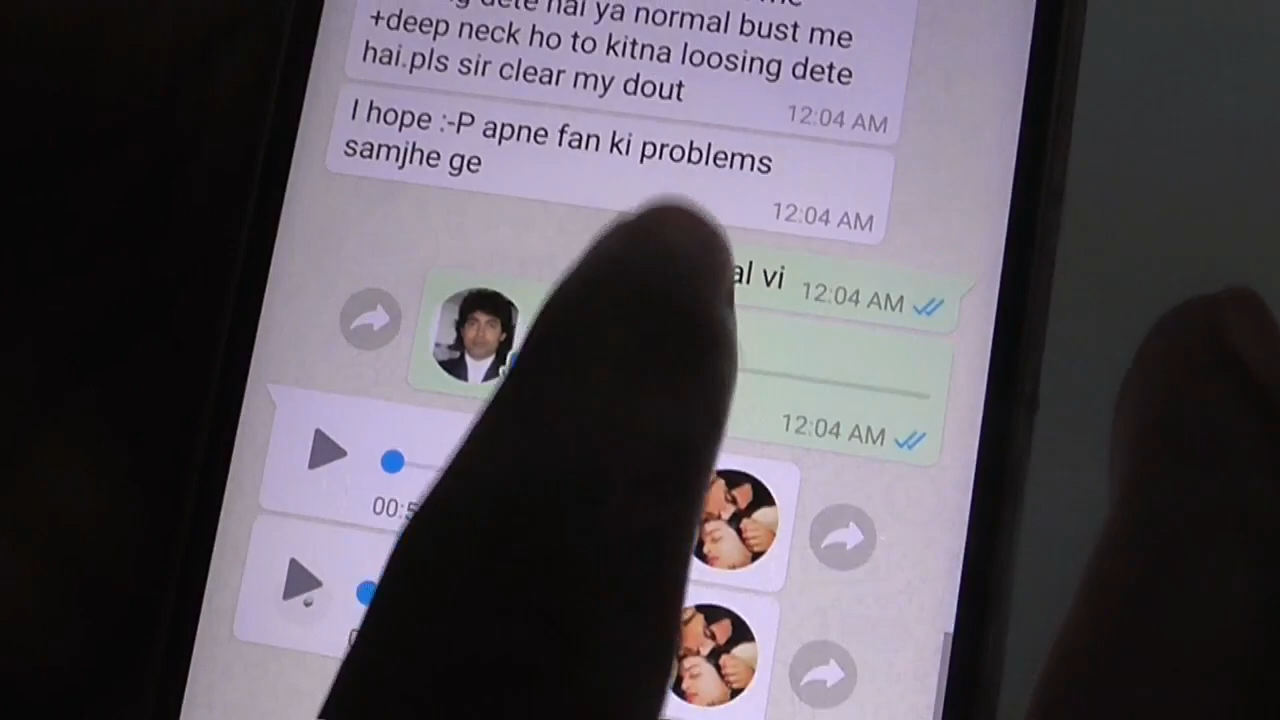 dete hai ya normal bust me
+deep neck ho to kitna loosing dete
hai.pls sir clear my dout
12:04 AM
I hope :-P apne fan ki problems
samjhe ge
12:04 AM
al vi 12:04 AM
12:04 AM
00:5